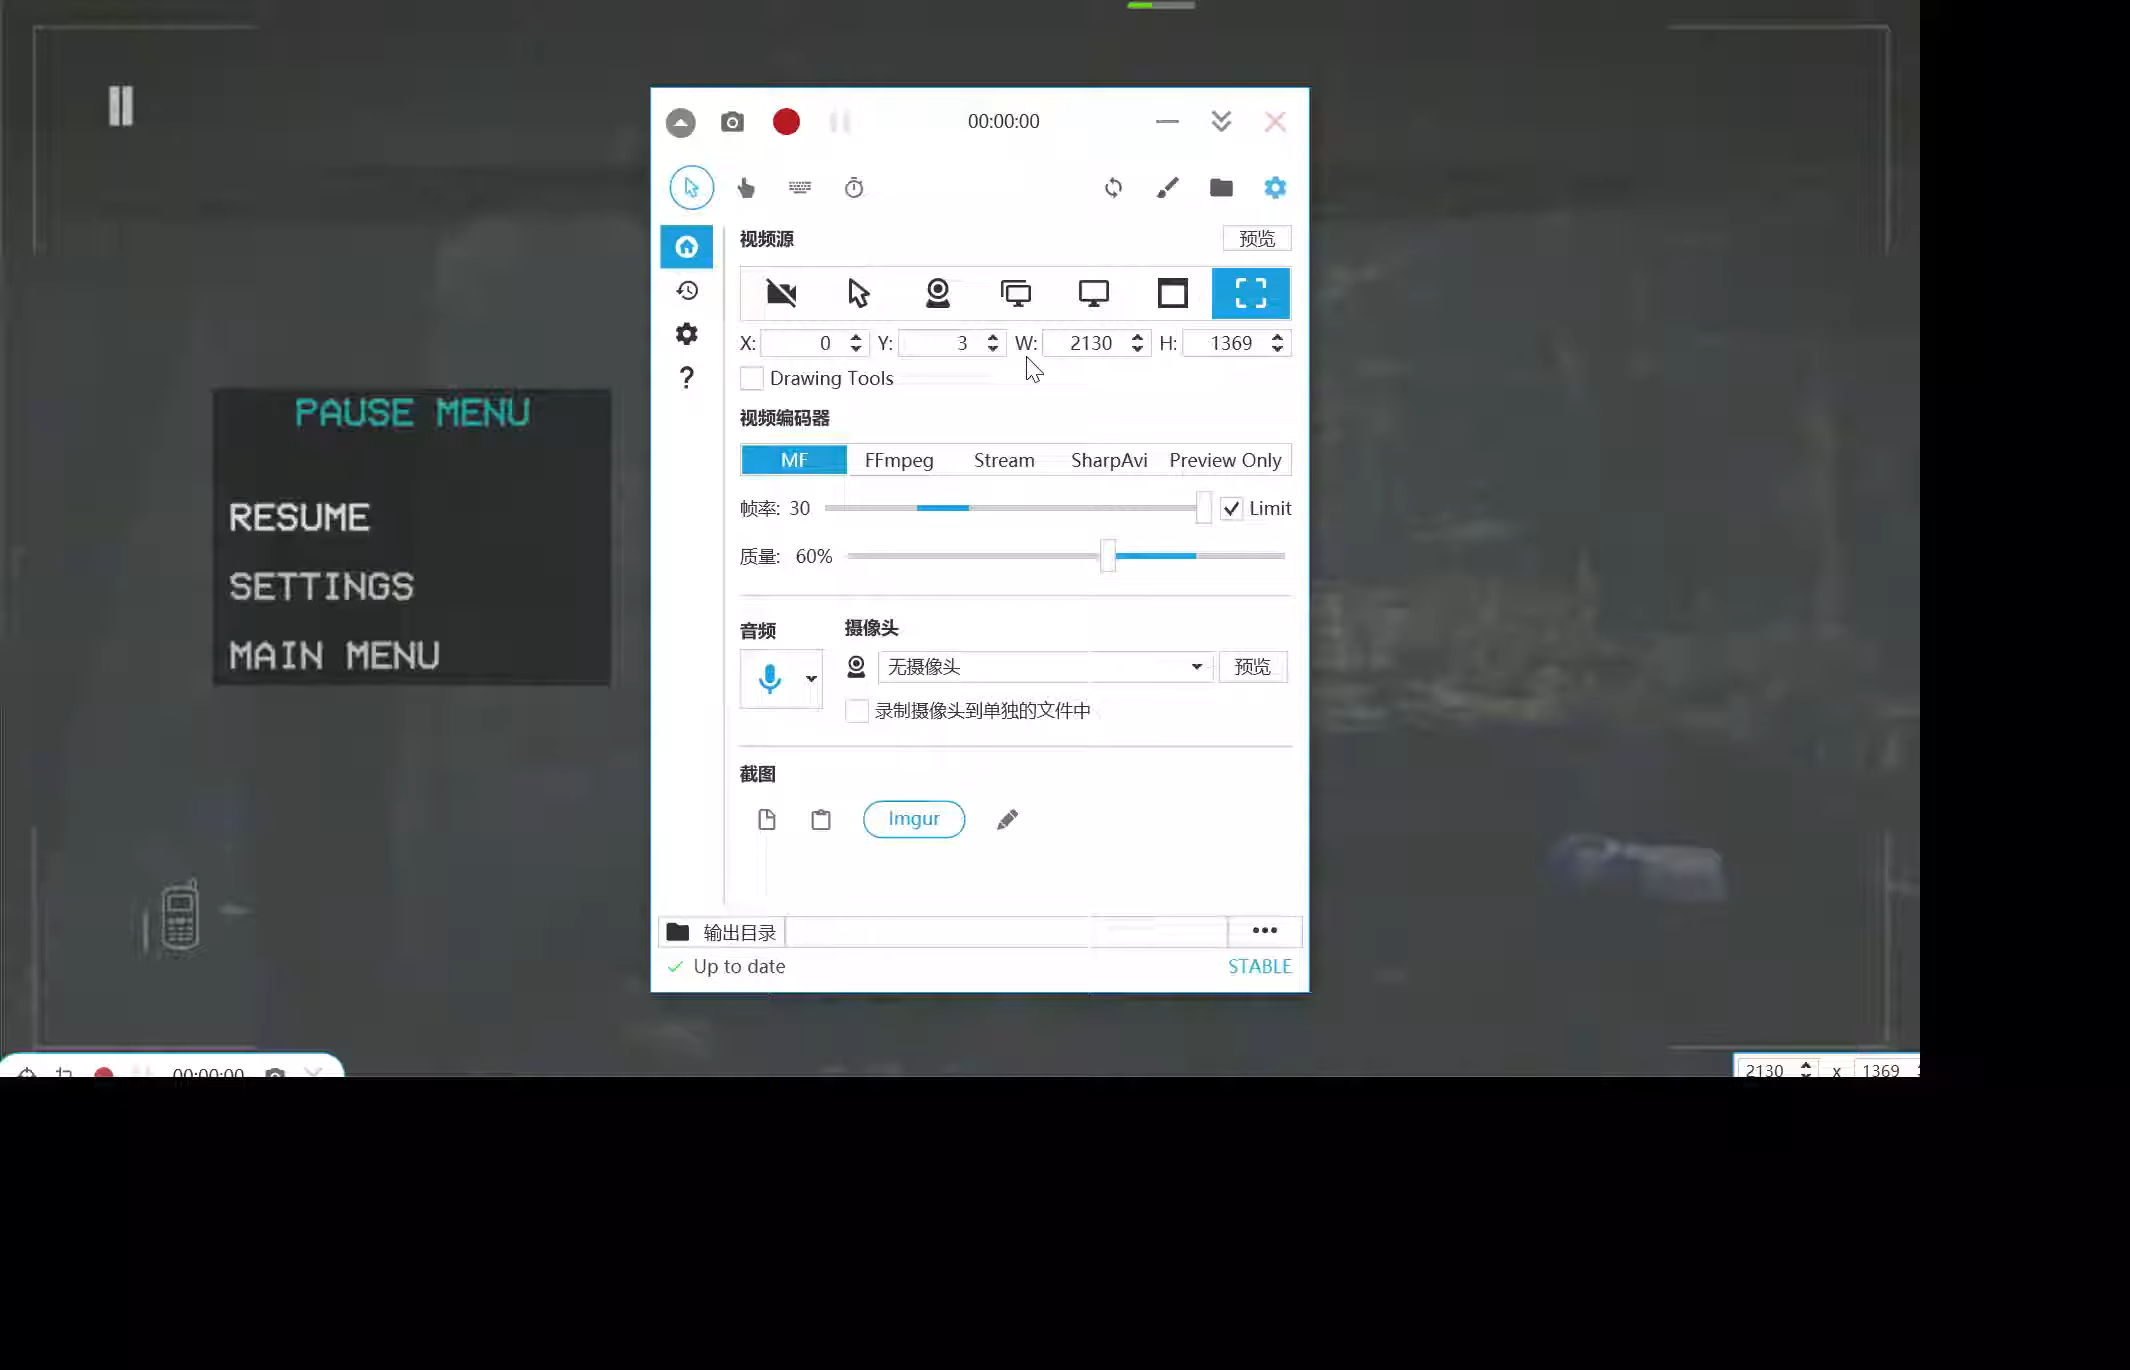 00:00:00
视频源
预览
X: 0 Y: 3 W: 2130 H: 1369
Drawing Tools
视频编码器
MF FFmpeg Stream SharpAvi Preview Only
帧率: 30 Limit
质量: 60%
音频
摄像头
无摄像头 预览
录制摄像头到单独的文件中
截图
Imgur
输出目录 •••
Up to date STABLE
PAUSE MENU
RESUME
SETTINGS
MAIN MENU
00:00:00
2130 x 1369